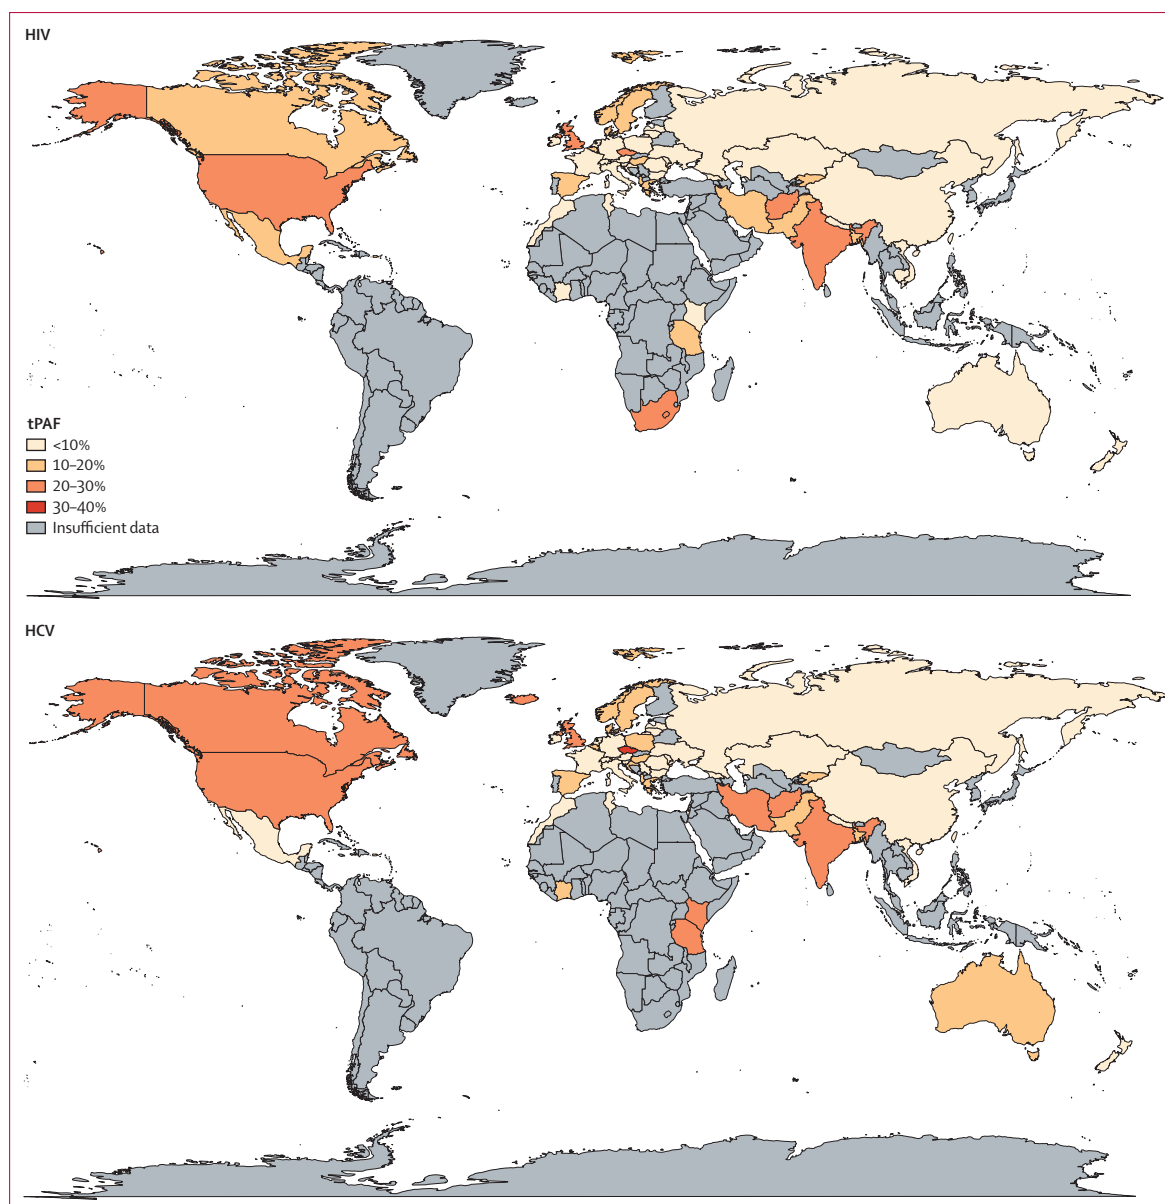 HIV
tPAF
<10%
10–20%
20–30%
30–40%
Insufficient data
HCV